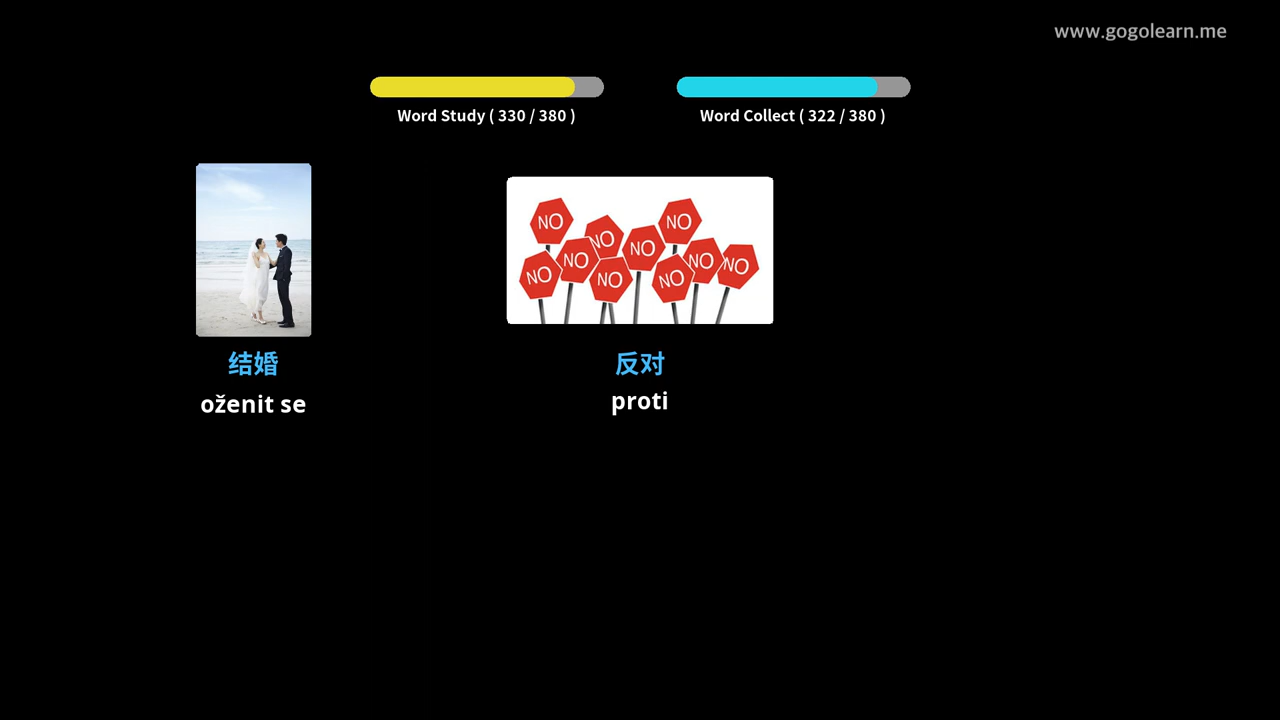 www.gogolearn.me
Word Study ( 330 / 380 )
Word Collect ( 322 / 380 )
NO
NO
NO
NO
NO
NO
NO
NO
NO
NO
结婚
oženit se
反对
proti